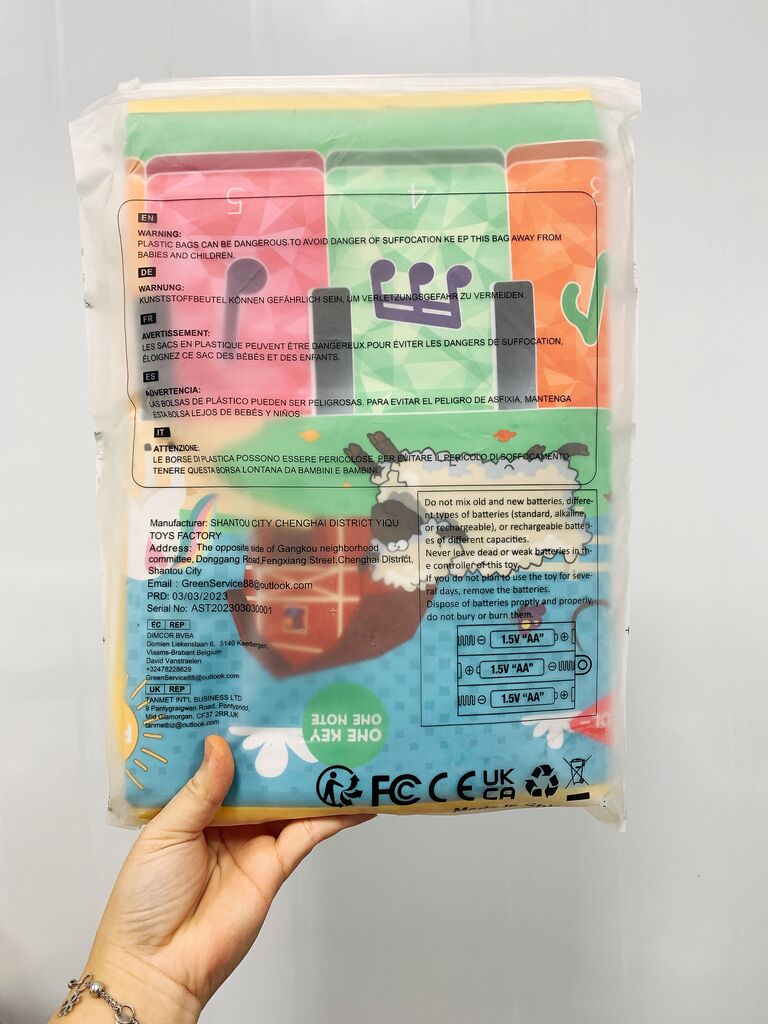 5
4
3
EN
WARNING:
PLASTIC BAGS CAN BE DANGEROUS.TO AVOID DANGER OF SUFFOCATION KE EP THIS BAG AWAY FROM
BABIES AND CHILDREN.
DE
WARNUNG:
KUNSTSTOFFBEUTEL KÖNNEN GEFÄHRLICH SEIN, UM VERLETZUNGSGEFAHR ZU VERMEIDEN.
FR
AVERTISSEMENT:
LES SACS EN PLASTIQUE PEUVENT ÊTRE DANGEREUX.POUR ÉVITER LES DANGERS DE SUFFOCATION,
ÉLOIGNEZ CE SAC DES BÉBÉS ET DES ENFANTS.
ES
ADVERTENCIA:
LAS BOLSAS DE PLÁSTICO PUEDEN SER PELIGROSAS. PARA EVITAR EL PELIGRO DE ASFIXIA, MANTENGA
ESTA BOLSA LEJOS DE BEBÉS Y NIÑOS.
IT
ATTENZIONE:
LE BORSE DI PLASTICA POSSONO ESSERE PERICOLOSE, PER EVITARE IL PERICOLO DI SOFFOCAMENTO,
TENERE QUESTA BORSA LONTANA DA BAMBINI E BAMBINI.
Manufacturer: SHANTOU CITY CHENGHAI DISTRICT YIQU
TOYS FACTORY
Address: The opposite side of Gangkou neighborhood
committee,Donggang Road,Fengxiang Street,Chenghai District,
Shantou City
Email : GreenService88@outlook.com
PRD: 03/03/2023
Serial No: AST202303030001
EC REP
DIMCOR BVBA
Domien Liekenslaan 6, 3140 Keerbergen,
Vlaams-Brabant Belgium
David Vanstraelen
+32478228629
GreenService88@outlook.com
UK REP
TANMET INT'L BUSINESS LTD
9 Pantygraigwen Road, Pontypridd,
Mid Glamorgan, CF37 2RR,UK
tanmetbiz@outlook.com
Do not mix old and new batteries, differe-
nt types of batteries (standard, alkaline,
or rechargeable), or rechargeable batteri-
es of different capacities.
Never leave dead or weak batteries in th-
e controller of this toy.
If you do not plan to use the toy for seve-
ral days, remove the batteries.
Dispose of batteries proptly and properly,
do not bury or burn them.
1.5V “AA”
1.5V “AA”
1.5V “AA”
ONE KEY
ONE NOTE
FC CE UK
CA
Made in